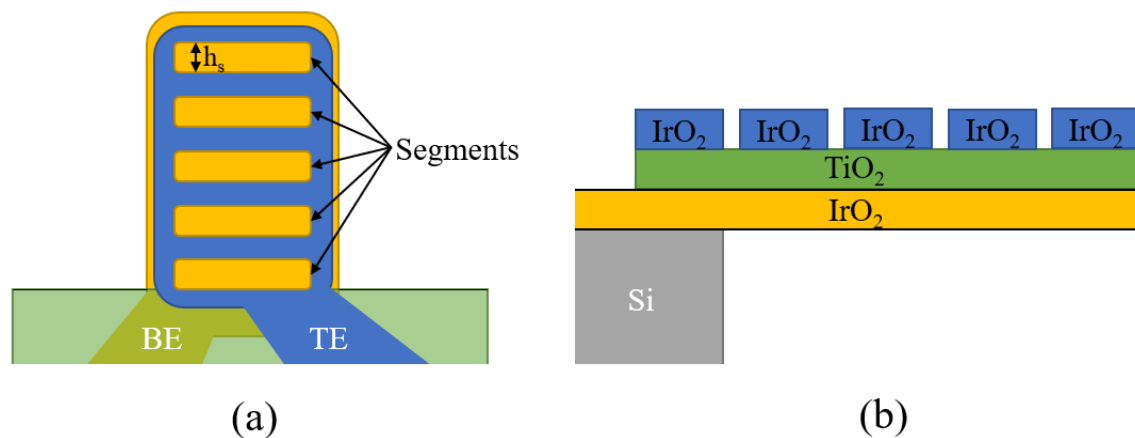 hₛ
Segments
BE
TE
(a)
IrO₂ IrO₂ IrO₂ IrO₂ IrO₂
TiO₂
IrO₂
Si
(b)